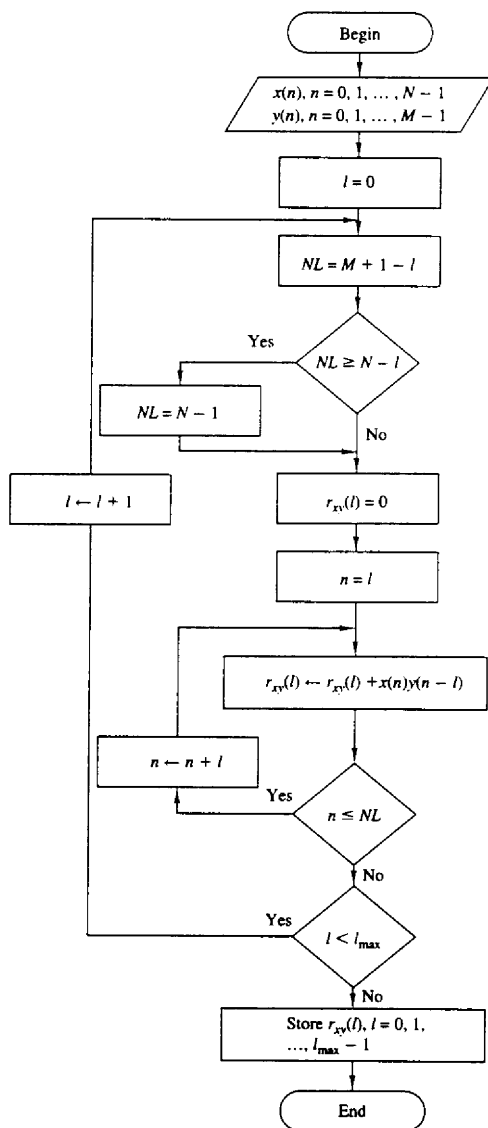 Begin
x(n), n = 0, 1, … , N − 1
y(n), n = 0, 1, … , M − 1
l = 0
NL = M + 1 − l
Yes
NL ≥ N − l
NL = N − 1
No
l ← l + 1
r_xy(l) = 0
n = l
r_xy(l) ← r_xy(l) + x(n)y(n − l)
n ← n + l
Yes
n ≤ NL
No
Yes
l < l_max
No
Store r_xy(l), l = 0, 1,
…, l_max − 1
End